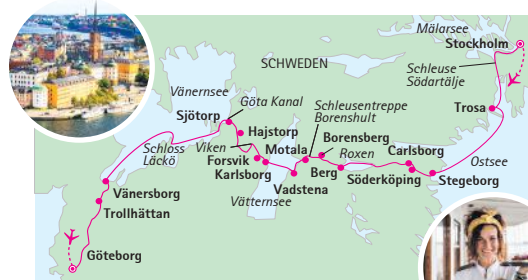 Mälarsee
Stockholm
SCHWEDEN
Schleuse
Södartälje
Vänernsee
Göta Kanal
Schleusentreppe
Borenshult
Trosa
Sjötorp
Hajstorp
Borensberg
Schloss
Läckö
Viken
Motala
Roxen
Carlsborg
Ostsee
Forsvik
Karlsborg
Berg
Söderköping
Stegeborg
Vadstena
Vänersborg
Vätternsee
Trollhättan
Göteborg